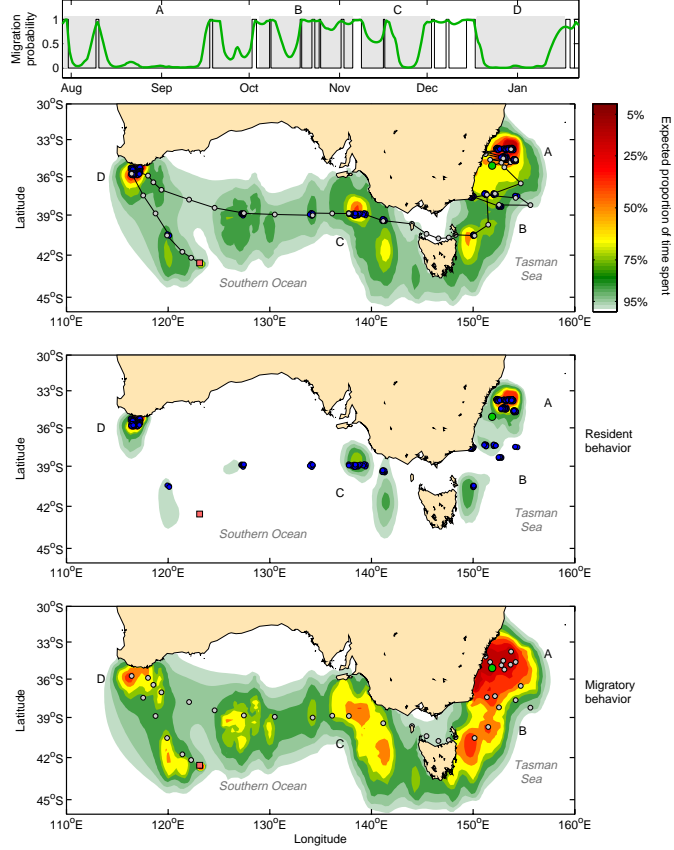 Migration
probability
1
0.5
0
A
B
C
D
Aug
Sep
Oct
Nov
Dec
Jan
30°S
33°S
36°S
39°S
42°S
45°S
Latitude
A
B
C
D
Southern Ocean
Tasman
Sea
110°E
120°E
130°E
140°E
150°E
160°E
5%
25%
50%
75%
95%
Expected proportion of time spent
30°S
33°S
36°S
39°S
42°S
45°S
Latitude
A
B
C
D
Southern Ocean
Tasman
Sea
Resident
behavior
110°E
120°E
130°E
140°E
150°E
160°E
30°S
33°S
36°S
39°S
42°S
45°S
Latitude
A
B
C
D
Southern Ocean
Tasman
Sea
Migratory
behavior
110°E
120°E
130°E
140°E
150°E
160°E
Longitude